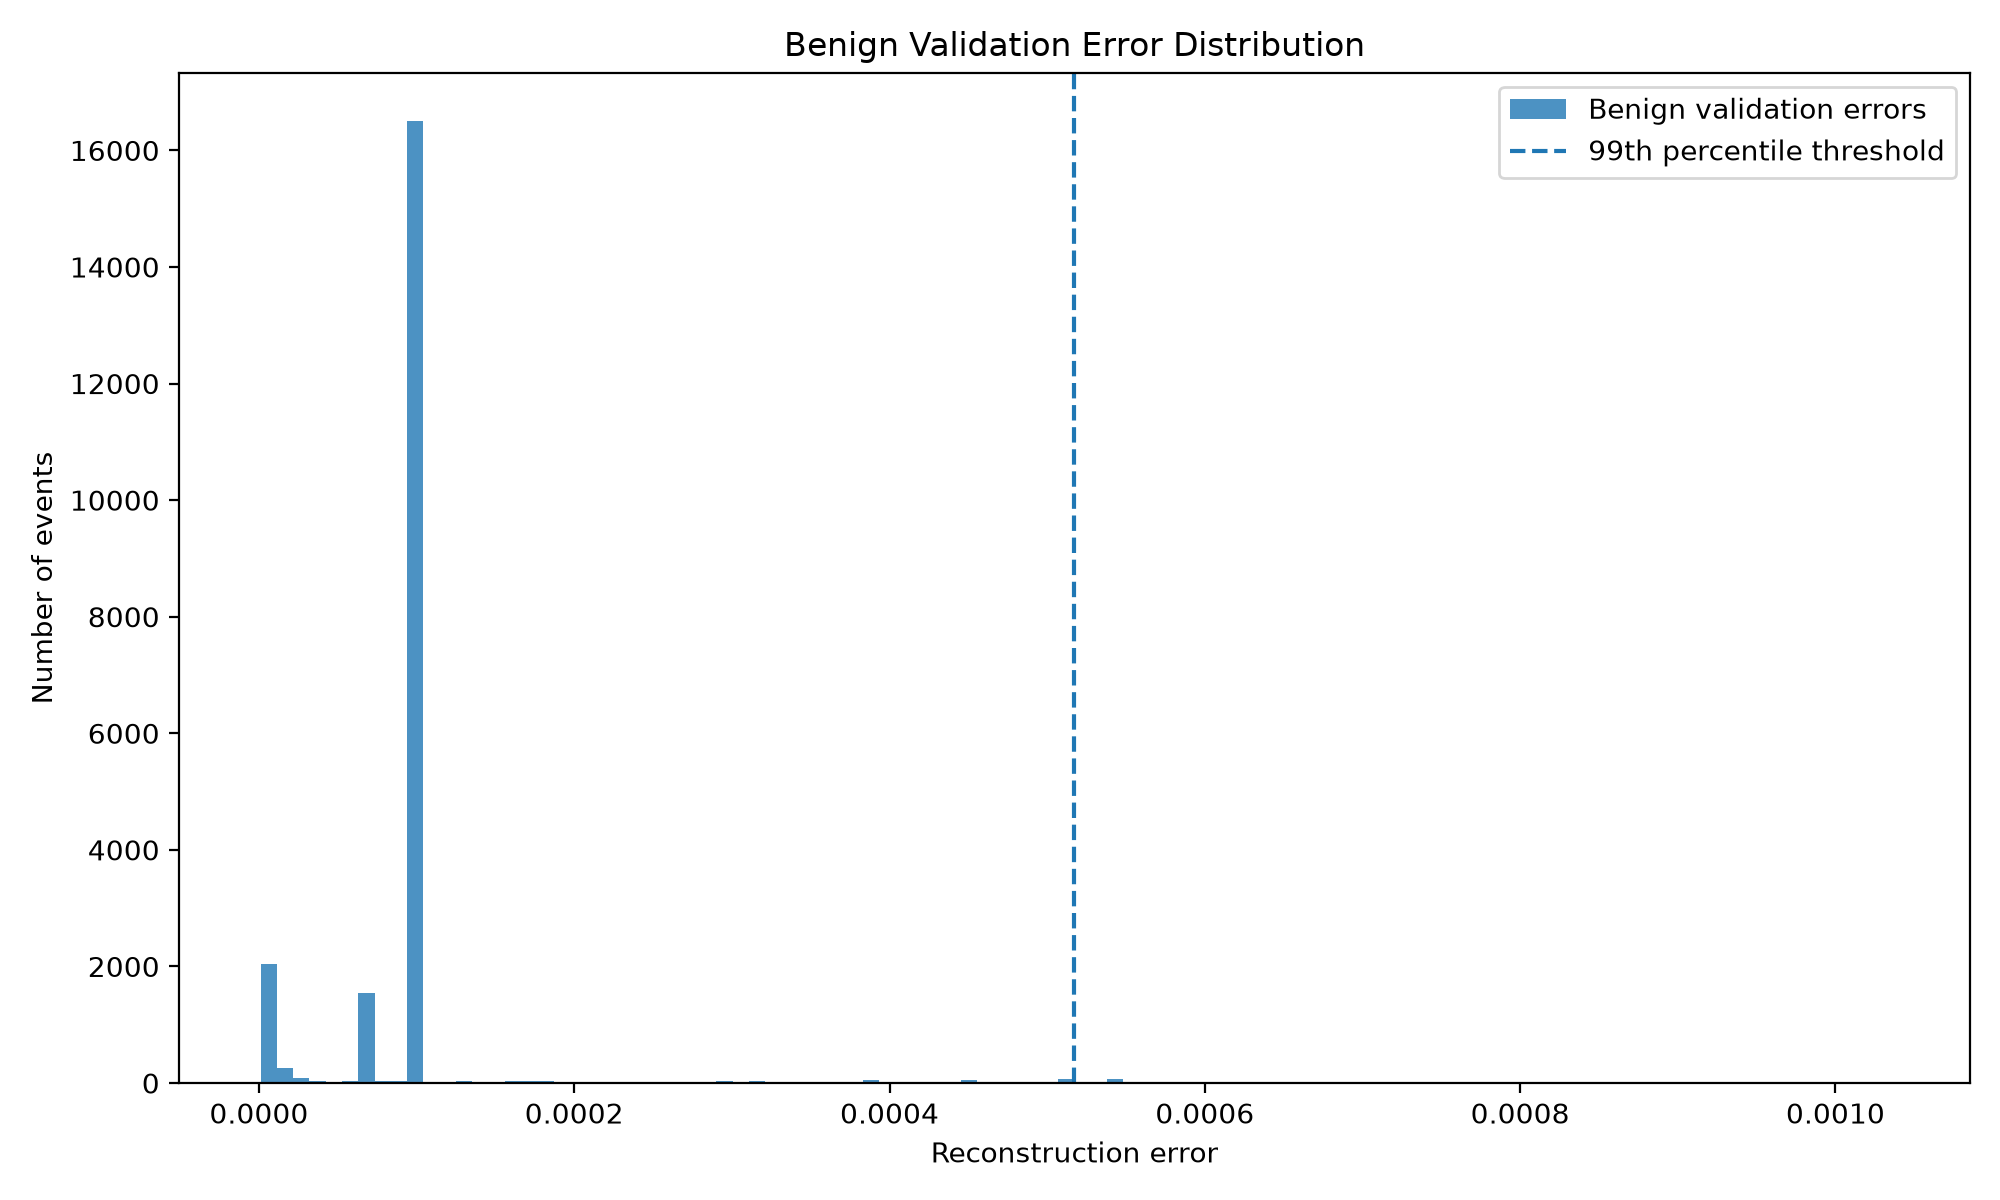 Benign Validation Error Distribution
Benign validation errors
99th percentile threshold
16000
14000
12000
10000
8000
6000
4000
2000
0
Number of events
0.0000 0.0002 0.0004 0.0006 0.0008 0.0010
Reconstruction error